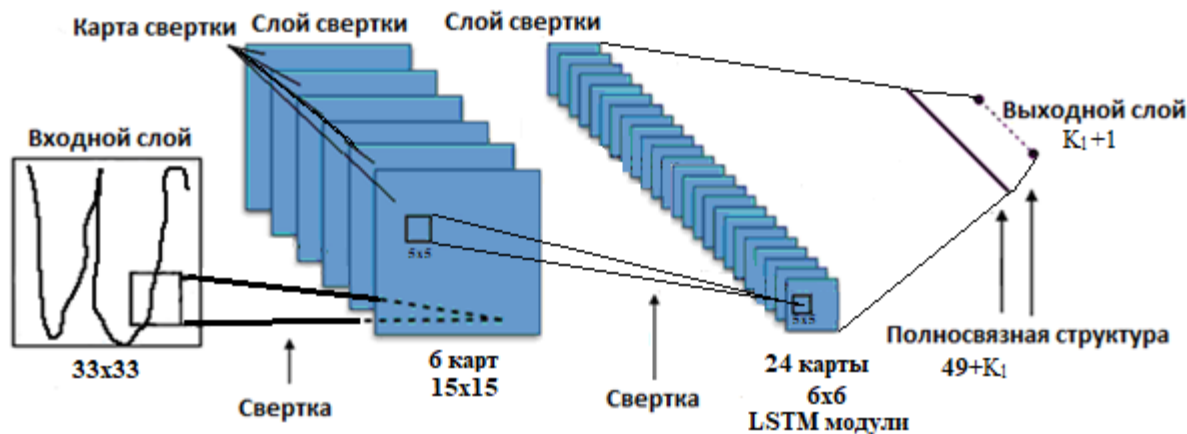 Карта свертки
Слой свертки
Слой свертки
Входной слой
Выходной слой
K₁+1
5x5
5x5
33x33
6 карт
15x15
Свертка
Свертка
24 карты
6x6
LSTM модули
Полносвязная структура
49+K₁